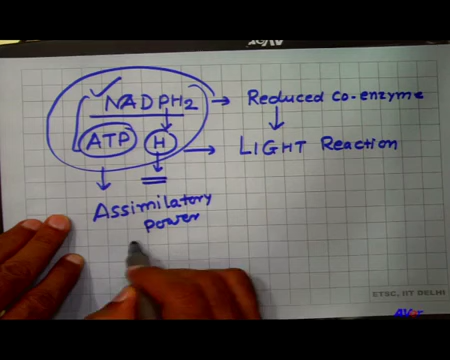 NADPH2 → Reduced Co-enzyme
ATP H → LIGHT Reaction
Assimilatory
power
ETSC, IIT DELHI